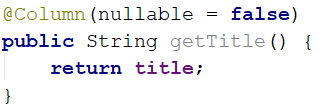 @Column(nullable = false)
public String getTitle() {
    return title;
}